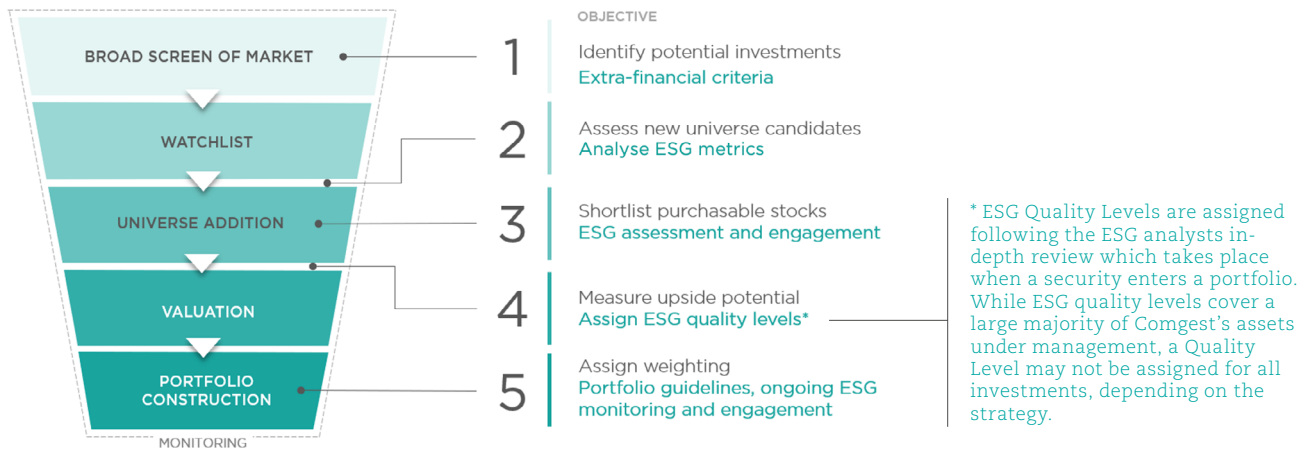 OBJECTIVE
BROAD SCREEN OF MARKET
1
Identify potential investments
Extra-financial criteria
WATCHLIST
2
Assess new universe candidates
Analyse ESG metrics
UNIVERSE ADDITION
3
Shortlist purchasable stocks
ESG assessment and engagement
VALUATION
4
Measure upside potential
Assign ESG quality levels*
PORTFOLIO
CONSTRUCTION
5
Assign weighting
Portfolio guidelines, ongoing ESG
monitoring and engagement
MONITORING
* ESG Quality Levels are assigned
following the ESG analysts in-
depth review which takes place
when a security enters a portfolio.
While ESG quality levels cover a
large majority of Comgest's assets
under management, a Quality
Level may not be assigned for all
investments, depending on the
strategy.